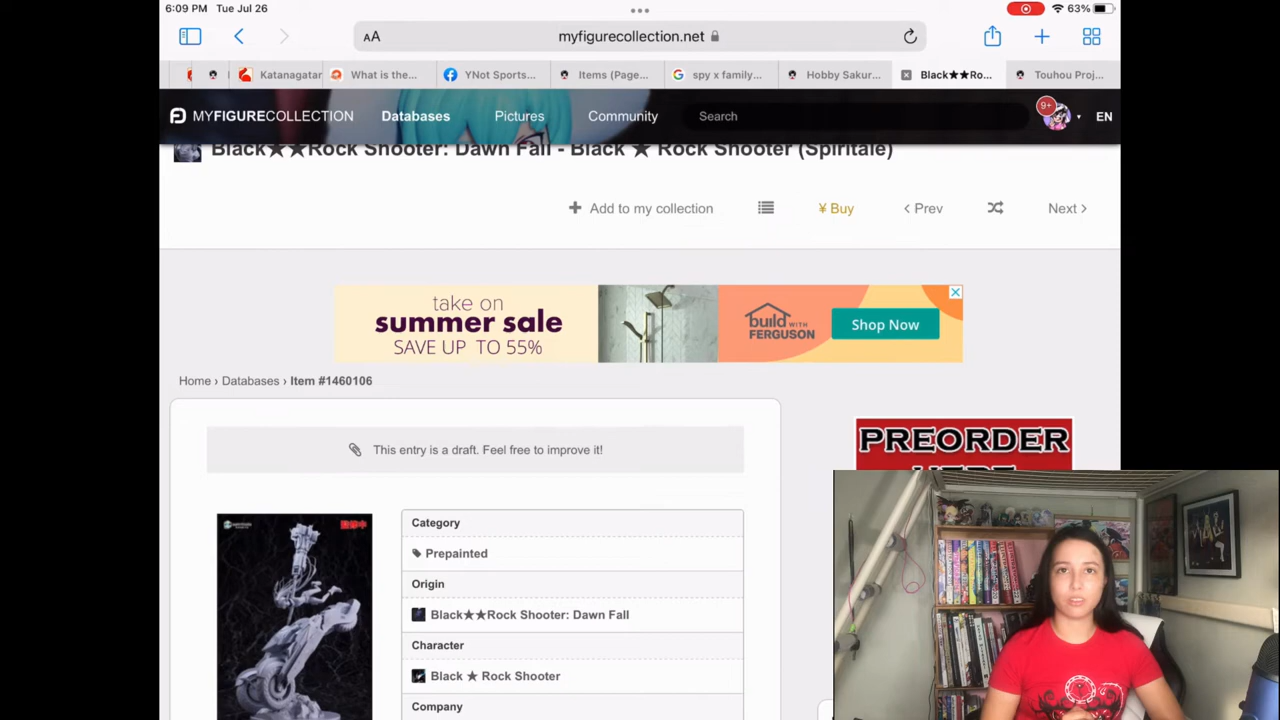 6:09 PM Tue Jul 26
63%
AA
myfigurecollection.net
Katanagatar
What is the...
YNot Sports...
Items (Page...
spy x family...
Hobby Sakur...
Black★★Ro...
Touhou Proj...
MYFIGURECOLLECTION
Databases
Pictures
Community
Search
9+
EN
Black★★Rock Shooter: Dawn Fall - Black ★ Rock Shooter (Spiritale)
Add to my collection
¥ Buy
Prev
Next
take on
summer sale
SAVE UP TO 55%
build WITH
FERGUSON
Shop Now
Home › Databases › Item #1460106
This entry is a draft. Feel free to improve it!
PREORDER
Category
Prepainted
Origin
Black★★Rock Shooter: Dawn Fall
Character
Black ★ Rock Shooter
Company